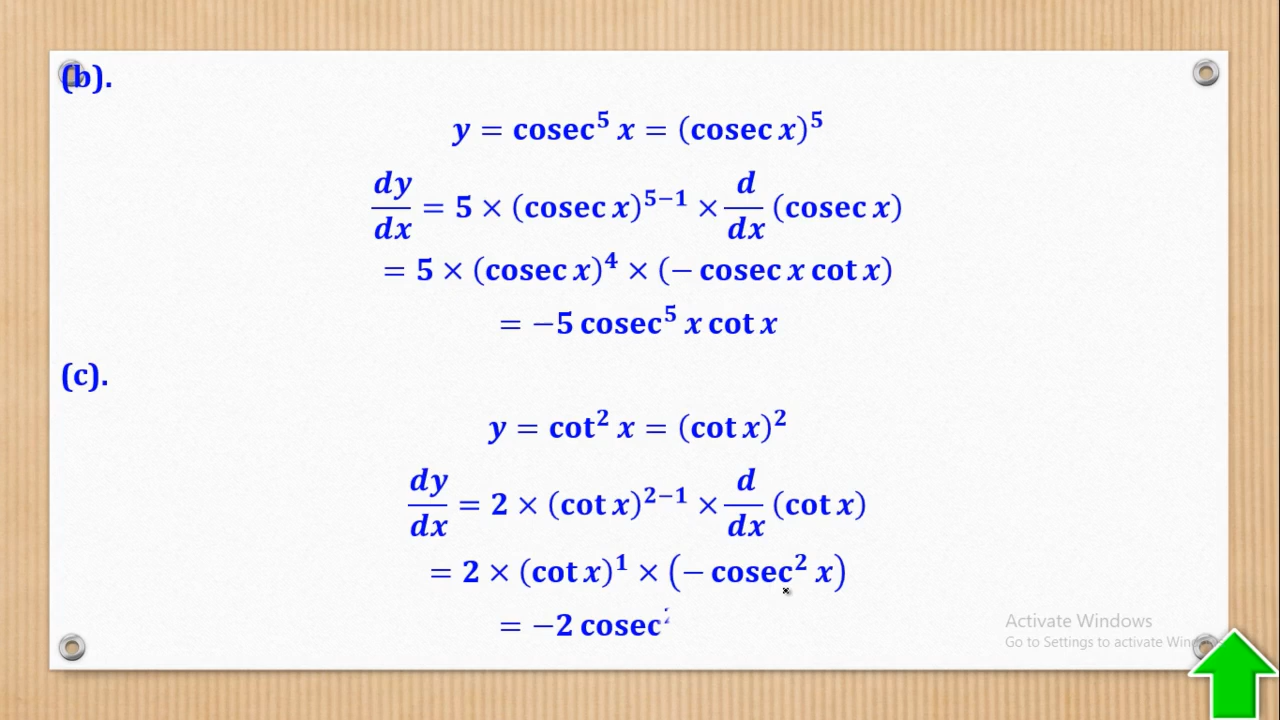 (b).
y = cosec⁵ x = (cosec x)⁵
dy/dx = 5 × (cosec x)⁵⁻¹ × d/dx (cosec x)
= 5 × (cosec x)⁴ × (− cosec x cot x)
= −5 cosec⁵ x cot x
(c).
y = cot² x = (cot x)²
dy/dx = 2 × (cot x)²⁻¹ × d/dx (cot x)
= 2 × (cot x)¹ × (− cosec² x)
= −2 cosec
Activate Windows
Go to Settings to activate